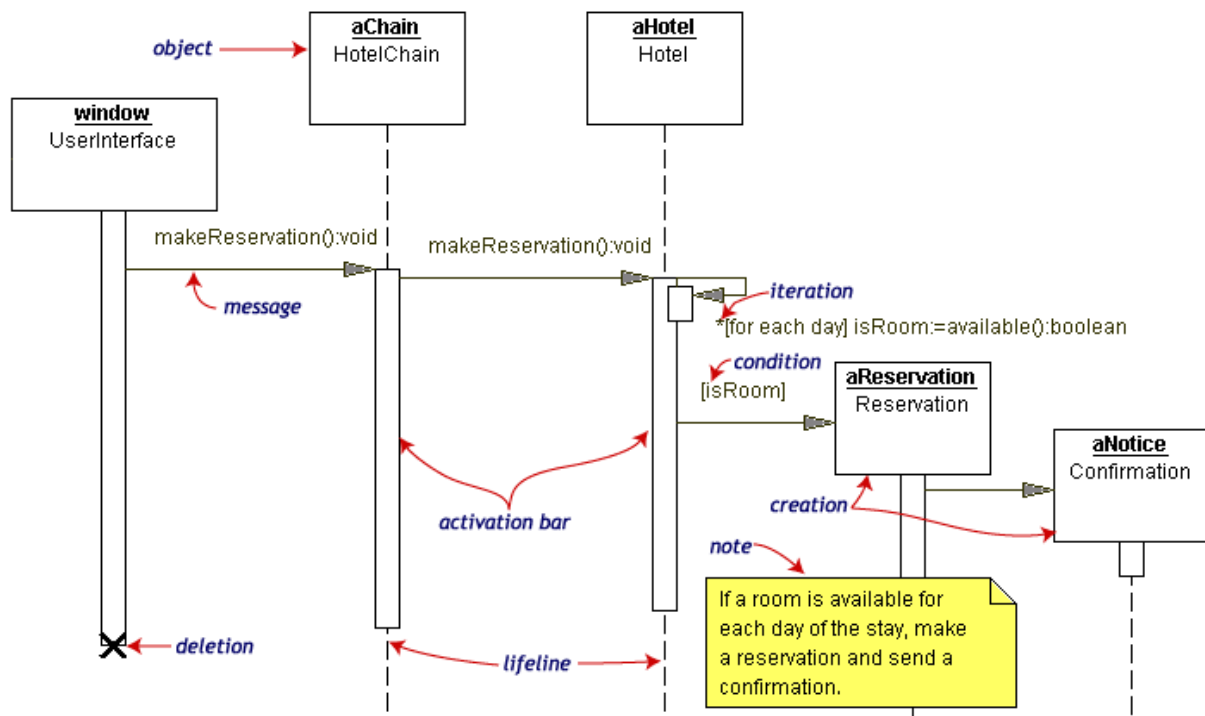 aChain
HotelChain
aHotel
Hotel
object
window
UserInterface
makeReservation():void
makeReservation():void
message
iteration
*[for each day] isRoom:=available():boolean
condition
[isRoom]
aReservation
Reservation
aNotice
Confirmation
activation bar
creation
note
If a room is available for
each day of the stay, make
a reservation and send a
confirmation.
deletion
lifeline